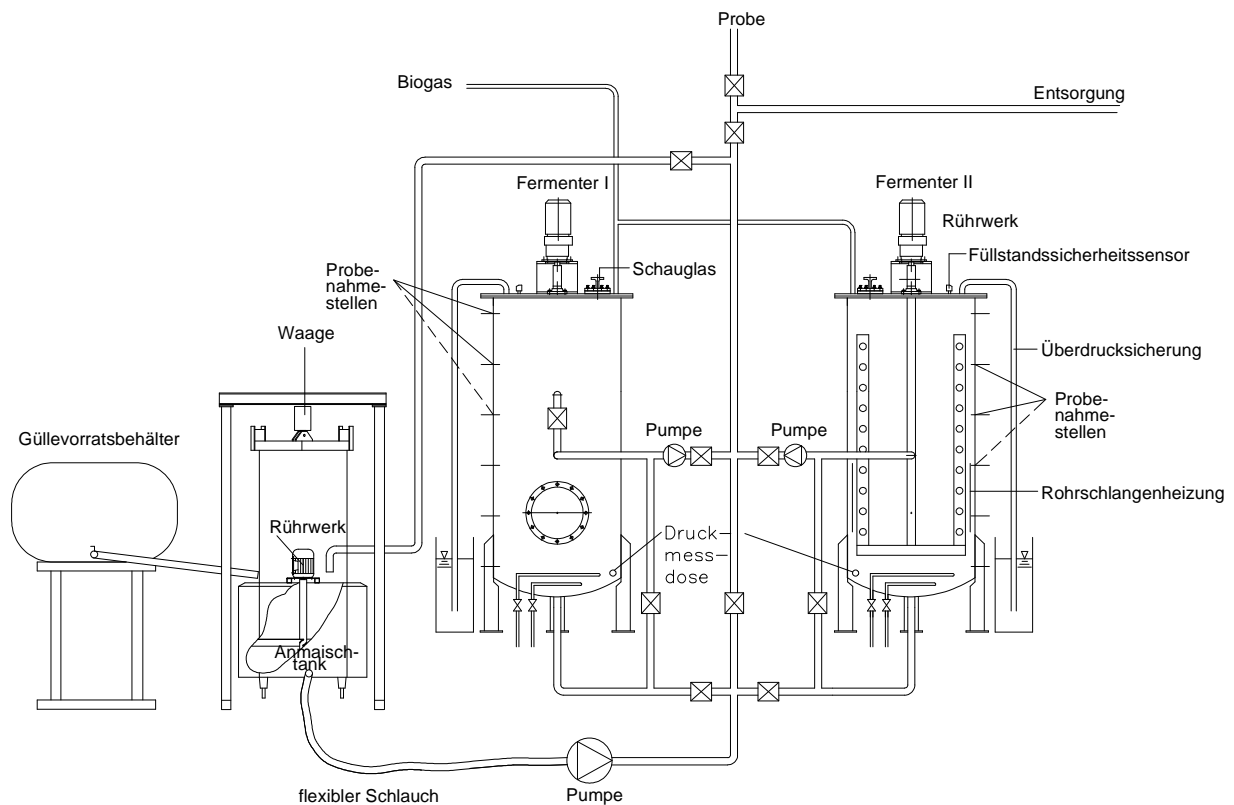 Probe
Biogas
Entsorgung
Fermenter I
Fermenter II
Rührwerk
Füllstandssicherheitssensor
Schauglas
Probe-
nahme-
stellen
Waage
Überdrucksicherung
Probe-
nahme-
stellen
Güllevorratsbehälter
Pumpe
Pumpe
Rohrschlangenheizung
Rührwerk
Druck-
mess-
dose
Anmaisch-
tank
flexibler Schlauch
Pumpe